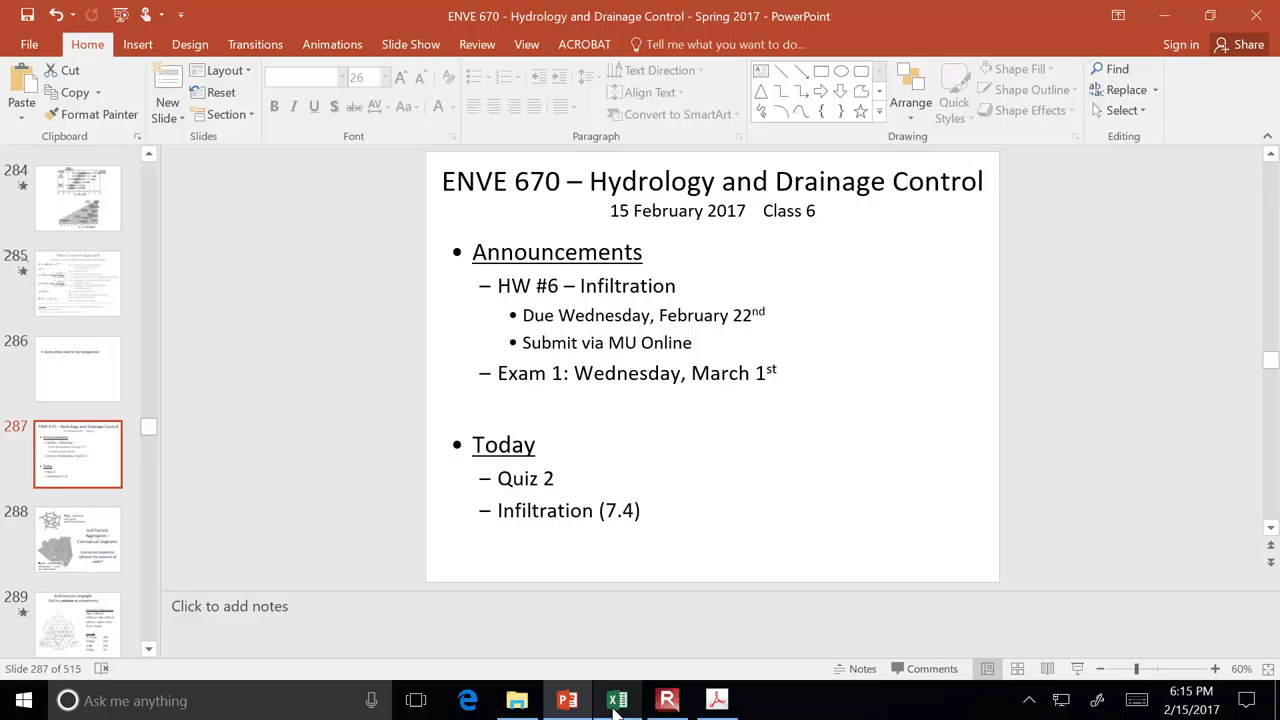 ENVE 670 - Hydrology and Drainage Control - Spring 2017 - PowerPoint
File Home Insert Design Transitions Animations Slide Show Review View ACROBAT Tell me what you want to do... Sign in Share
Paste
Cut
Copy
Format Painter
Clipboard
New Slide
Layout
Reset
Section
Slides
26
B I U S abc AV Aa A
Font
Text Direction
Align Text
Convert to SmartArt
Paragraph
Arrange
Quick Styles
Shape Fill
Shape Outline
Shape Effects
Drawing
Find
Replace
Select
Editing
284
285
286
287
288
289
ENVE 670 – Hydrology and Drainage Control
15 February 2017 Class 6
• Announcements
– HW #6 – Infiltration
• Due Wednesday, February 22nd
• Submit via MU Online
– Exam 1: Wednesday, March 1st
• Today
– Quiz 2
– Infiltration (7.4)
Click to add notes
Slide 287 of 515
Notes
Comments
60%
Ask me anything
6:15 PM
2/15/2017